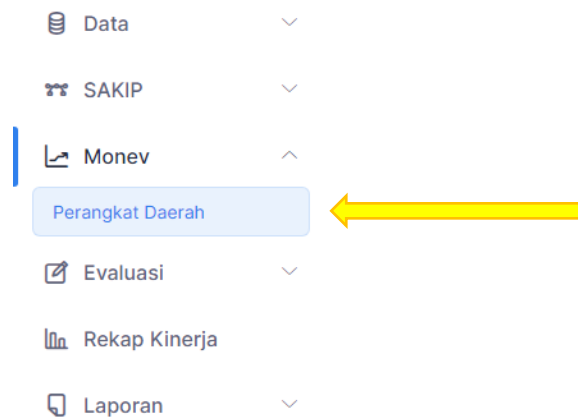 Data
SAKIP
Monev
Perangkat Daerah
Evaluasi
Rekap Kinerja
Laporan